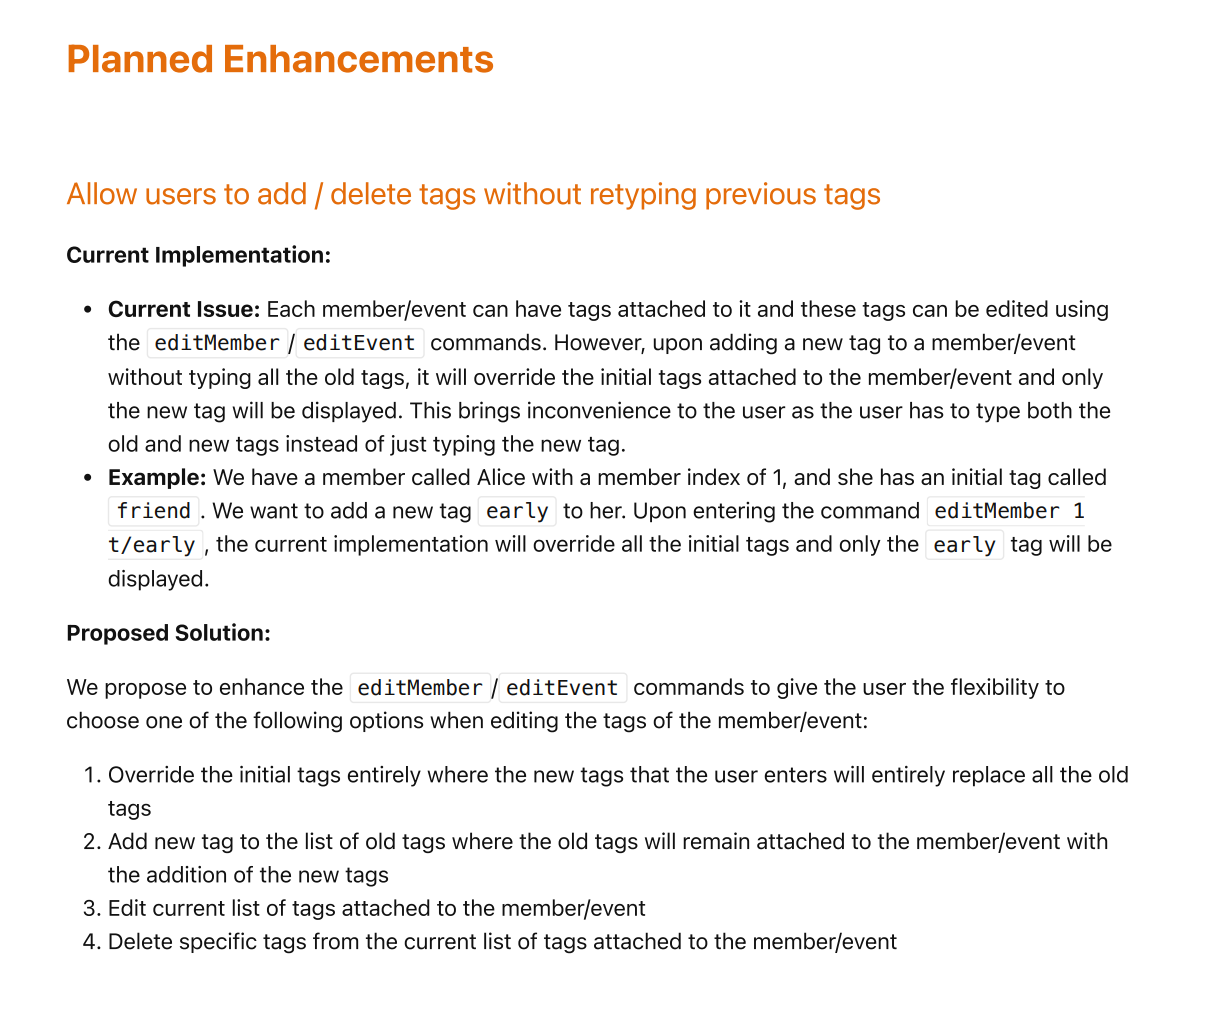 Planned Enhancements
Allow users to add / delete tags without retyping previous tags
Current Implementation:
• Current Issue: Each member/event can have tags attached to it and these tags can be edited using
the editMember / editEvent commands. However, upon adding a new tag to a member/event
without typing all the old tags, it will override the initial tags attached to the member/event and only
the new tag will be displayed. This brings inconvenience to the user as the user has to type both the
old and new tags instead of just typing the new tag.
• Example: We have a member called Alice with a member index of 1, and she has an initial tag called
friend . We want to add a new tag early to her. Upon entering the command editMember 1
t/early , the current implementation will override all the initial tags and only the early tag will be
displayed.
Proposed Solution:
We propose to enhance the editMember / editEvent commands to give the user the flexibility to
choose one of the following options when editing the tags of the member/event:
1. Override the initial tags entirely where the new tags that the user enters will entirely replace all the old
tags
2. Add new tag to the list of old tags where the old tags will remain attached to the member/event with
the addition of the new tags
3. Edit current list of tags attached to the member/event
4. Delete specific tags from the current list of tags attached to the member/event